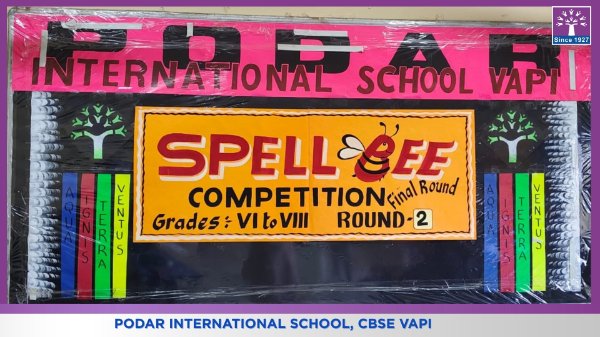 PODAR
INTERNATIONAL SCHOOL VAPI
Since 1927
SPELL BEE
COMPETITION
Final Round
Grades : VI to VIII ROUND - 2
AQUA
IGNIS
TERRA
VENTUS
AQUA
IGNIS
TERRA
VENTUS
PODAR INTERNATIONAL SCHOOL, CBSE VAPI